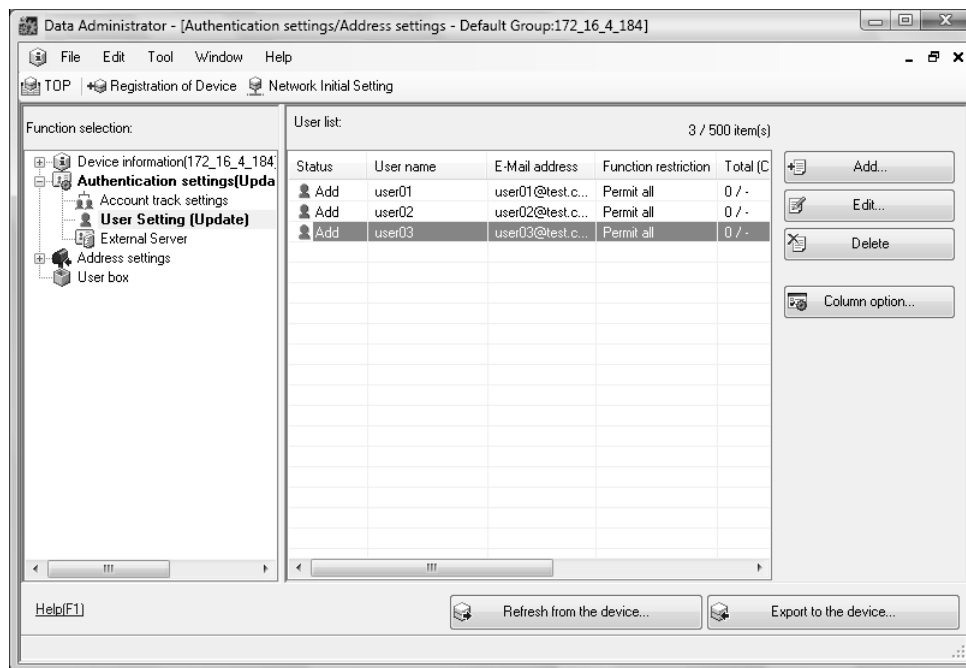 Data Administrator - [Authentication settings/Address settings - Default Group:172_16_4_184]
File Edit Tool Window Help
TOP Registration of Device Network Initial Setting
Function selection:
Device information(172_16_4_184
Authentication settings(Upda
Account track settings
User Setting (Update)
External Server
Address settings
User box
User list:
3 / 500 item(s)
Status User name E-Mail address Function restriction Total (C
Add user01 user01@test.c... Permit all 0 / -
Add user02 user02@test.c... Permit all 0 / -
Add user03 user03@test.c... Permit all 0 / -
Add...
Edit...
Delete
Column option...
Help(F1)
Refresh from the device...
Export to the device...